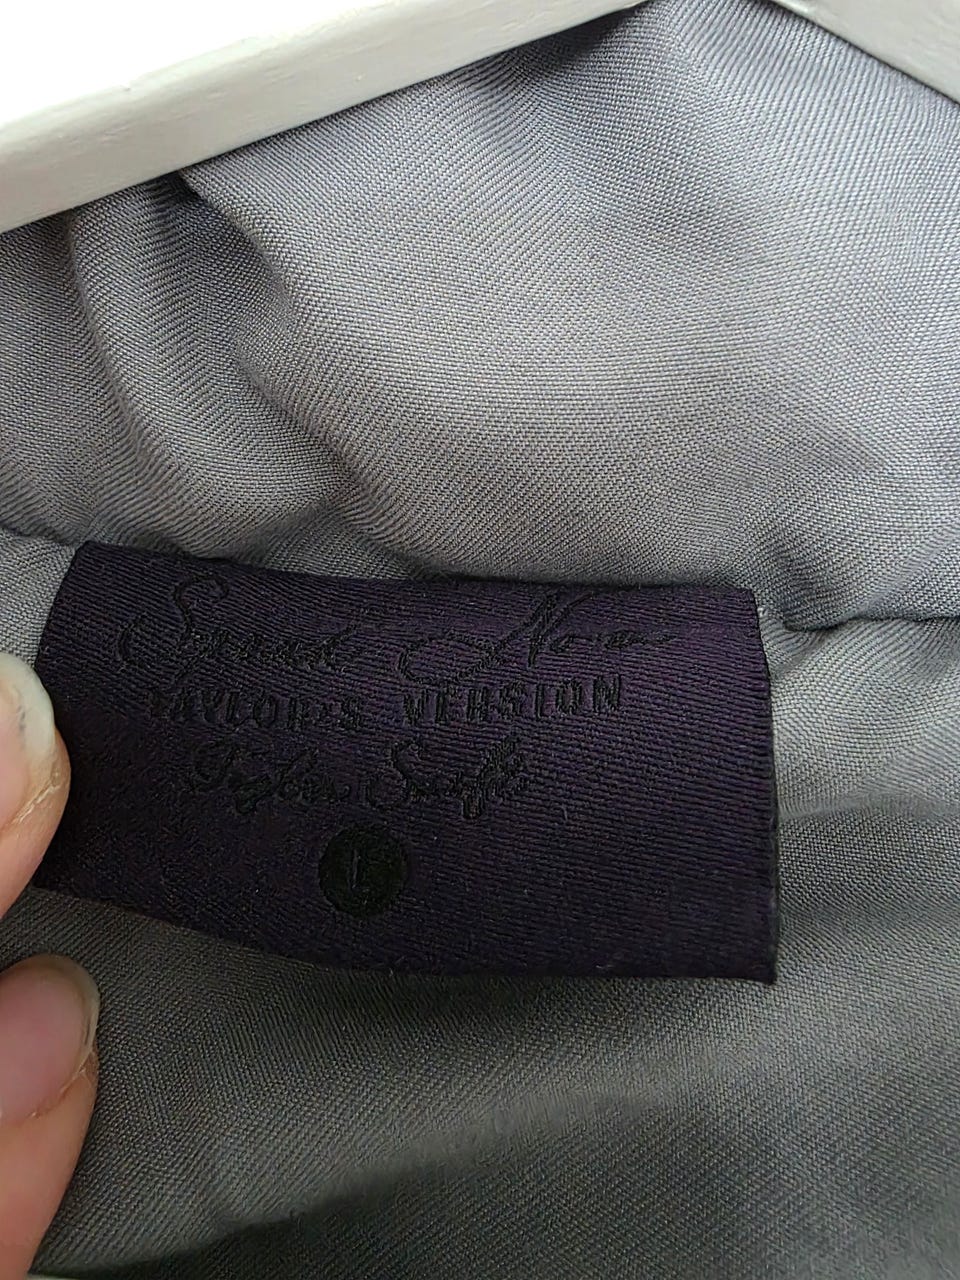 Speak Now
TAYLOR'S VERSION
Taylor Swift
L